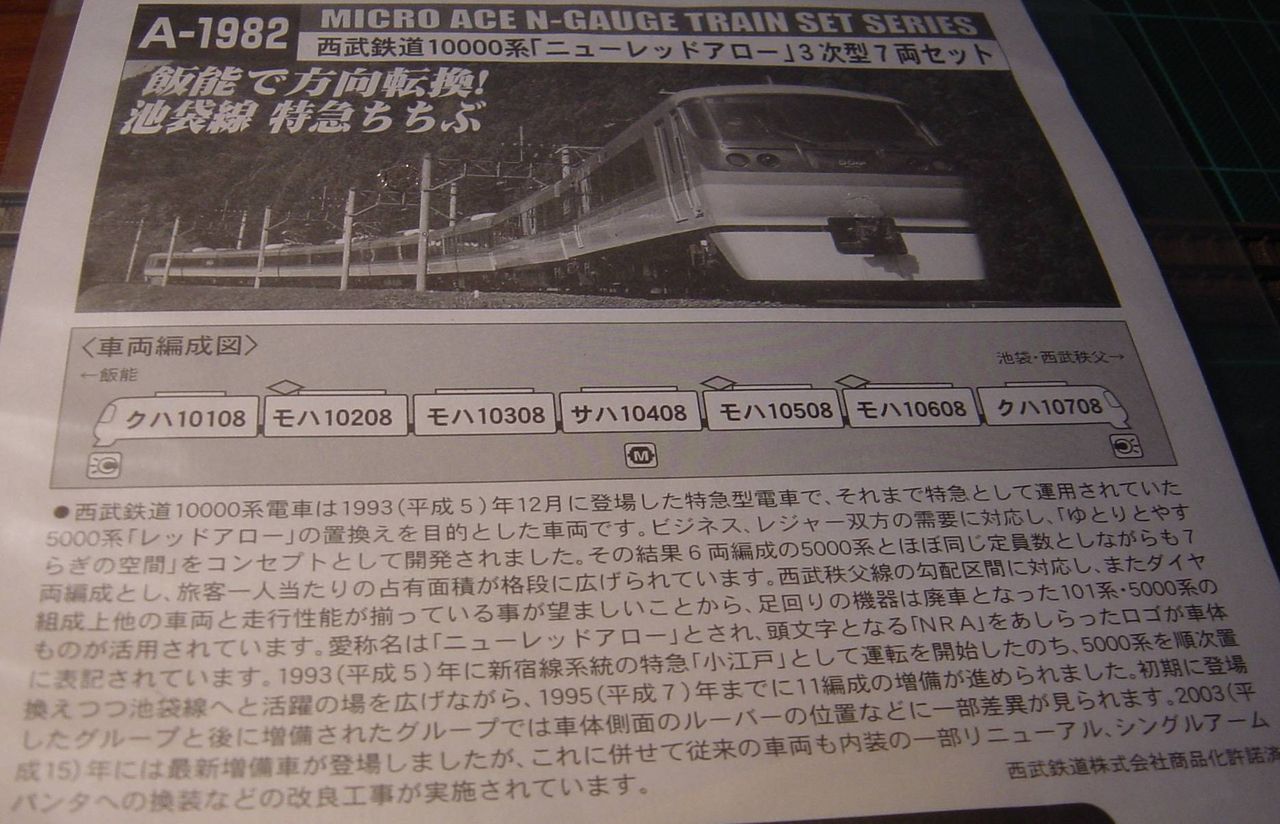 A-1982
MICRO ACE N-GAUGE TRAIN SET SERIES
西武鉄道10000系「ニューレッドアロー」3次型7両セット
飯能で方向転換!
池袋線 特急ちちぶ
〈車両編成図〉
←飯能
池袋・西武秩父→
クハ10108 モハ10208 モハ10308 サハ10408 モハ10508 モハ10608 クハ10708
M
●西武鉄道10000系電車は1993(平成5)年12月に登場した特急型電車で、それまで特急として運用されていた
5000系「レッドアロー」の置換えを目的とした車両です。ビジネス、レジャー双方の需要に対応し、「ゆとりとやす
らぎの空間」をコンセプトとして開発されました。その結果6両編成の5000系とほぼ同じ定員数としながらも7
両編成とし、旅客一人当たりの占有面積が格段に広げられています。西武秩父線の勾配区間に対応し、またダイヤ
組成上他の車両と走行性能が揃っている事が望ましいことから、足回りの機器は廃車となった101系・5000系の
ものが活用されています。愛称名は「ニューレッドアロー」とされ、頭文字となる「NRA」をあしらったロゴが車体
に表記されています。1993(平成5)年に新宿線系統の特急「小江戸」として運転を開始したのち、5000系を順次置
換えつつ池袋線へと活躍の場を広げながら、1995(平成7)年までに11編成の増備が進められました。初期に登場
したグループと後に増備されたグループでは車体側面のルーバーの位置などに一部差異が見られます。2003(平
成15)年には最新増備車が登場しましたが、これに併せて従来の車両も内装の一部リニューアル、シングルアーム
パンタへの換装などの改良工事が実施されています。
西武鉄道株式会社商品化許諾済